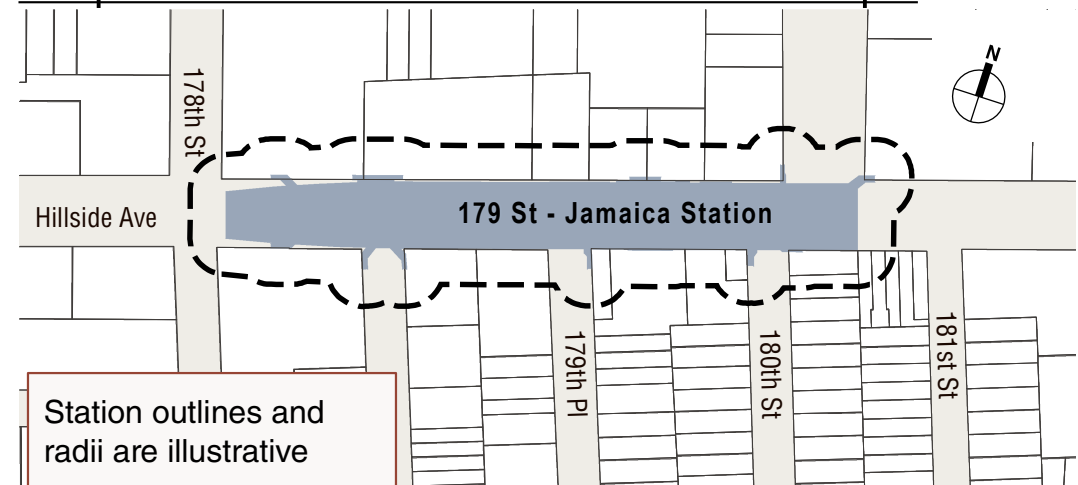 N
178th St
Hillside Ave
179 St - Jamaica Station
179th Pl
180th St
181st St
Station outlines and
radii are illustrative